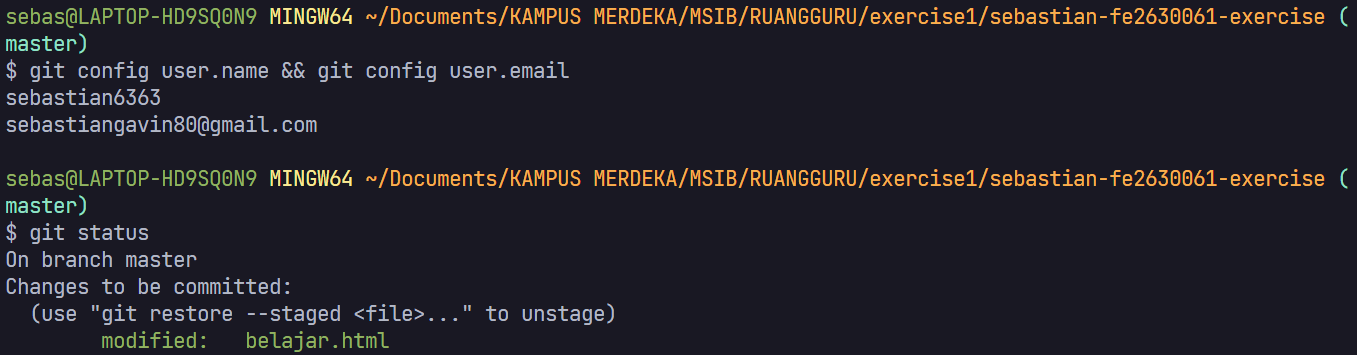 sebas@LAPTOP-HD9SQ0N9 MINGW64 ~/Documents/KAMPUS MERDEKA/MSIB/RUANGGURU/exercise1/sebastian-fe2630061-exercise (
master)
$ git config user.name && git config user.email
sebastian6363
sebastiangavin80@gmail.com
sebas@LAPTOP-HD9SQ0N9 MINGW64 ~/Documents/KAMPUS MERDEKA/MSIB/RUANGGURU/exercise1/sebastian-fe2630061-exercise (
master)
$ git status
On branch master
Changes to be committed:
  (use "git restore --staged <file>..." to unstage)
        modified:   belajar.html